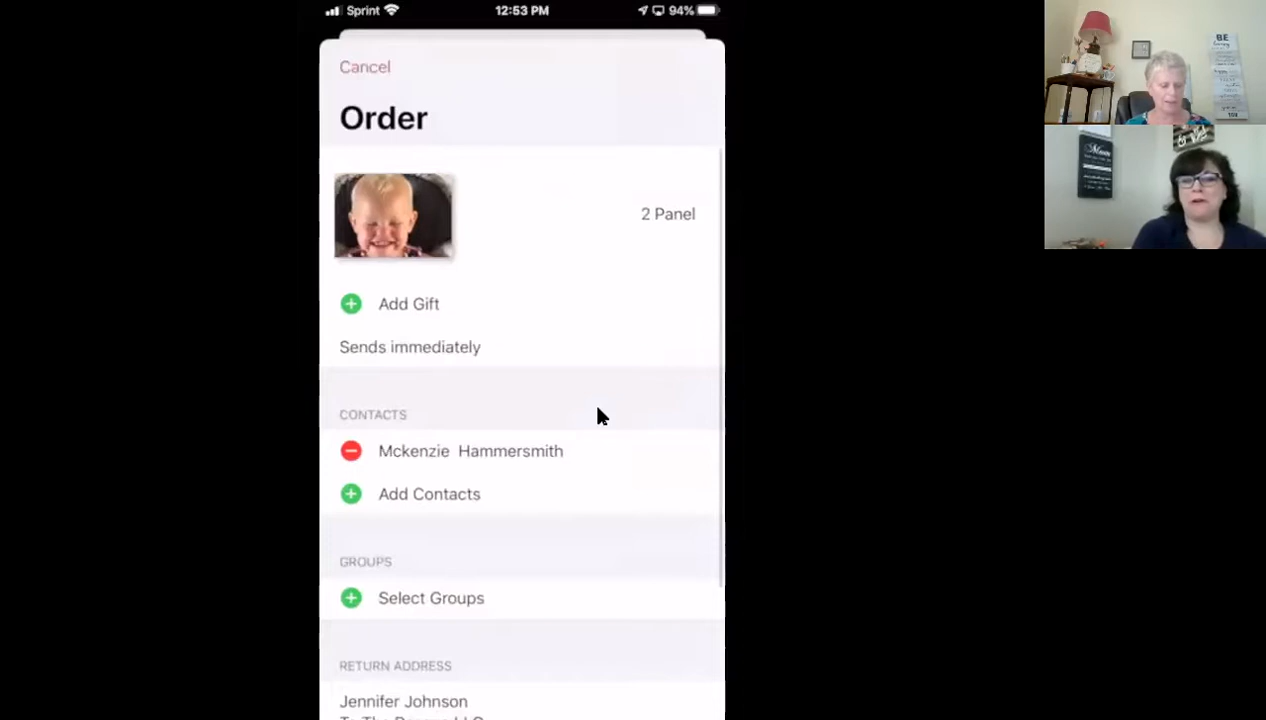 Sprint 12:53 PM 94%
Cancel
Order
2 Panel
Add Gift
Sends immediately
CONTACTS
Mckenzie Hammersmith
Add Contacts
GROUPS
Select Groups
RETURN ADDRESS
Jennifer Johnson
BE